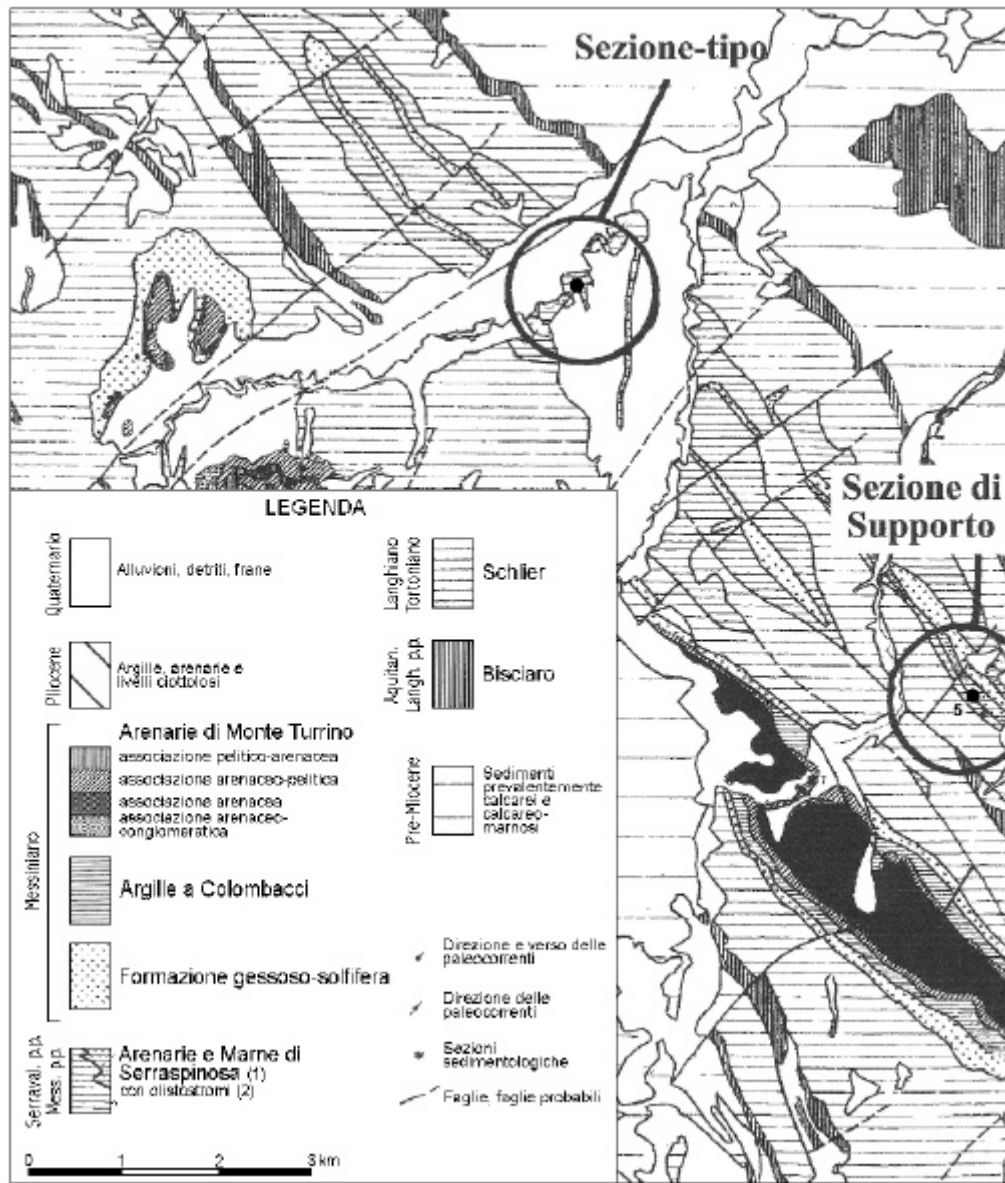 Sezione-tipo
Sezione di
Supporto
5
LEGENDA
Quaternario
Alluvioni, detriti, frane
Pliocene
Argille, arenarie e
livelli ciottolosi
Messiniano
Arenarie di Monte Turrino
associazione pelitico-arenacea
associazione arenaceo-pelitica
associazione arenacea
associazione arenaceo-
conglomeratica
Argille a Colombacci
Formazione gessoso-solfifera
Serraval. p.p.
Mess. p.p.
Arenarie e Marne di
Serraspinosa (1)
con olistostromi (2)
Langhiano
Tortoniano
Schlier
Aquitan.
Langh p.p.
Bisciaro
Pre-Miocene
Sedimenti
prevalentemente
calcarei e
calcareo-
marnosi
Direzione e verso delle
paleocorrenti
Direzione delle
paleocorrenti
Sezioni
sedimentologiche
Faglie, faglie probabili
0 1 2 3 km